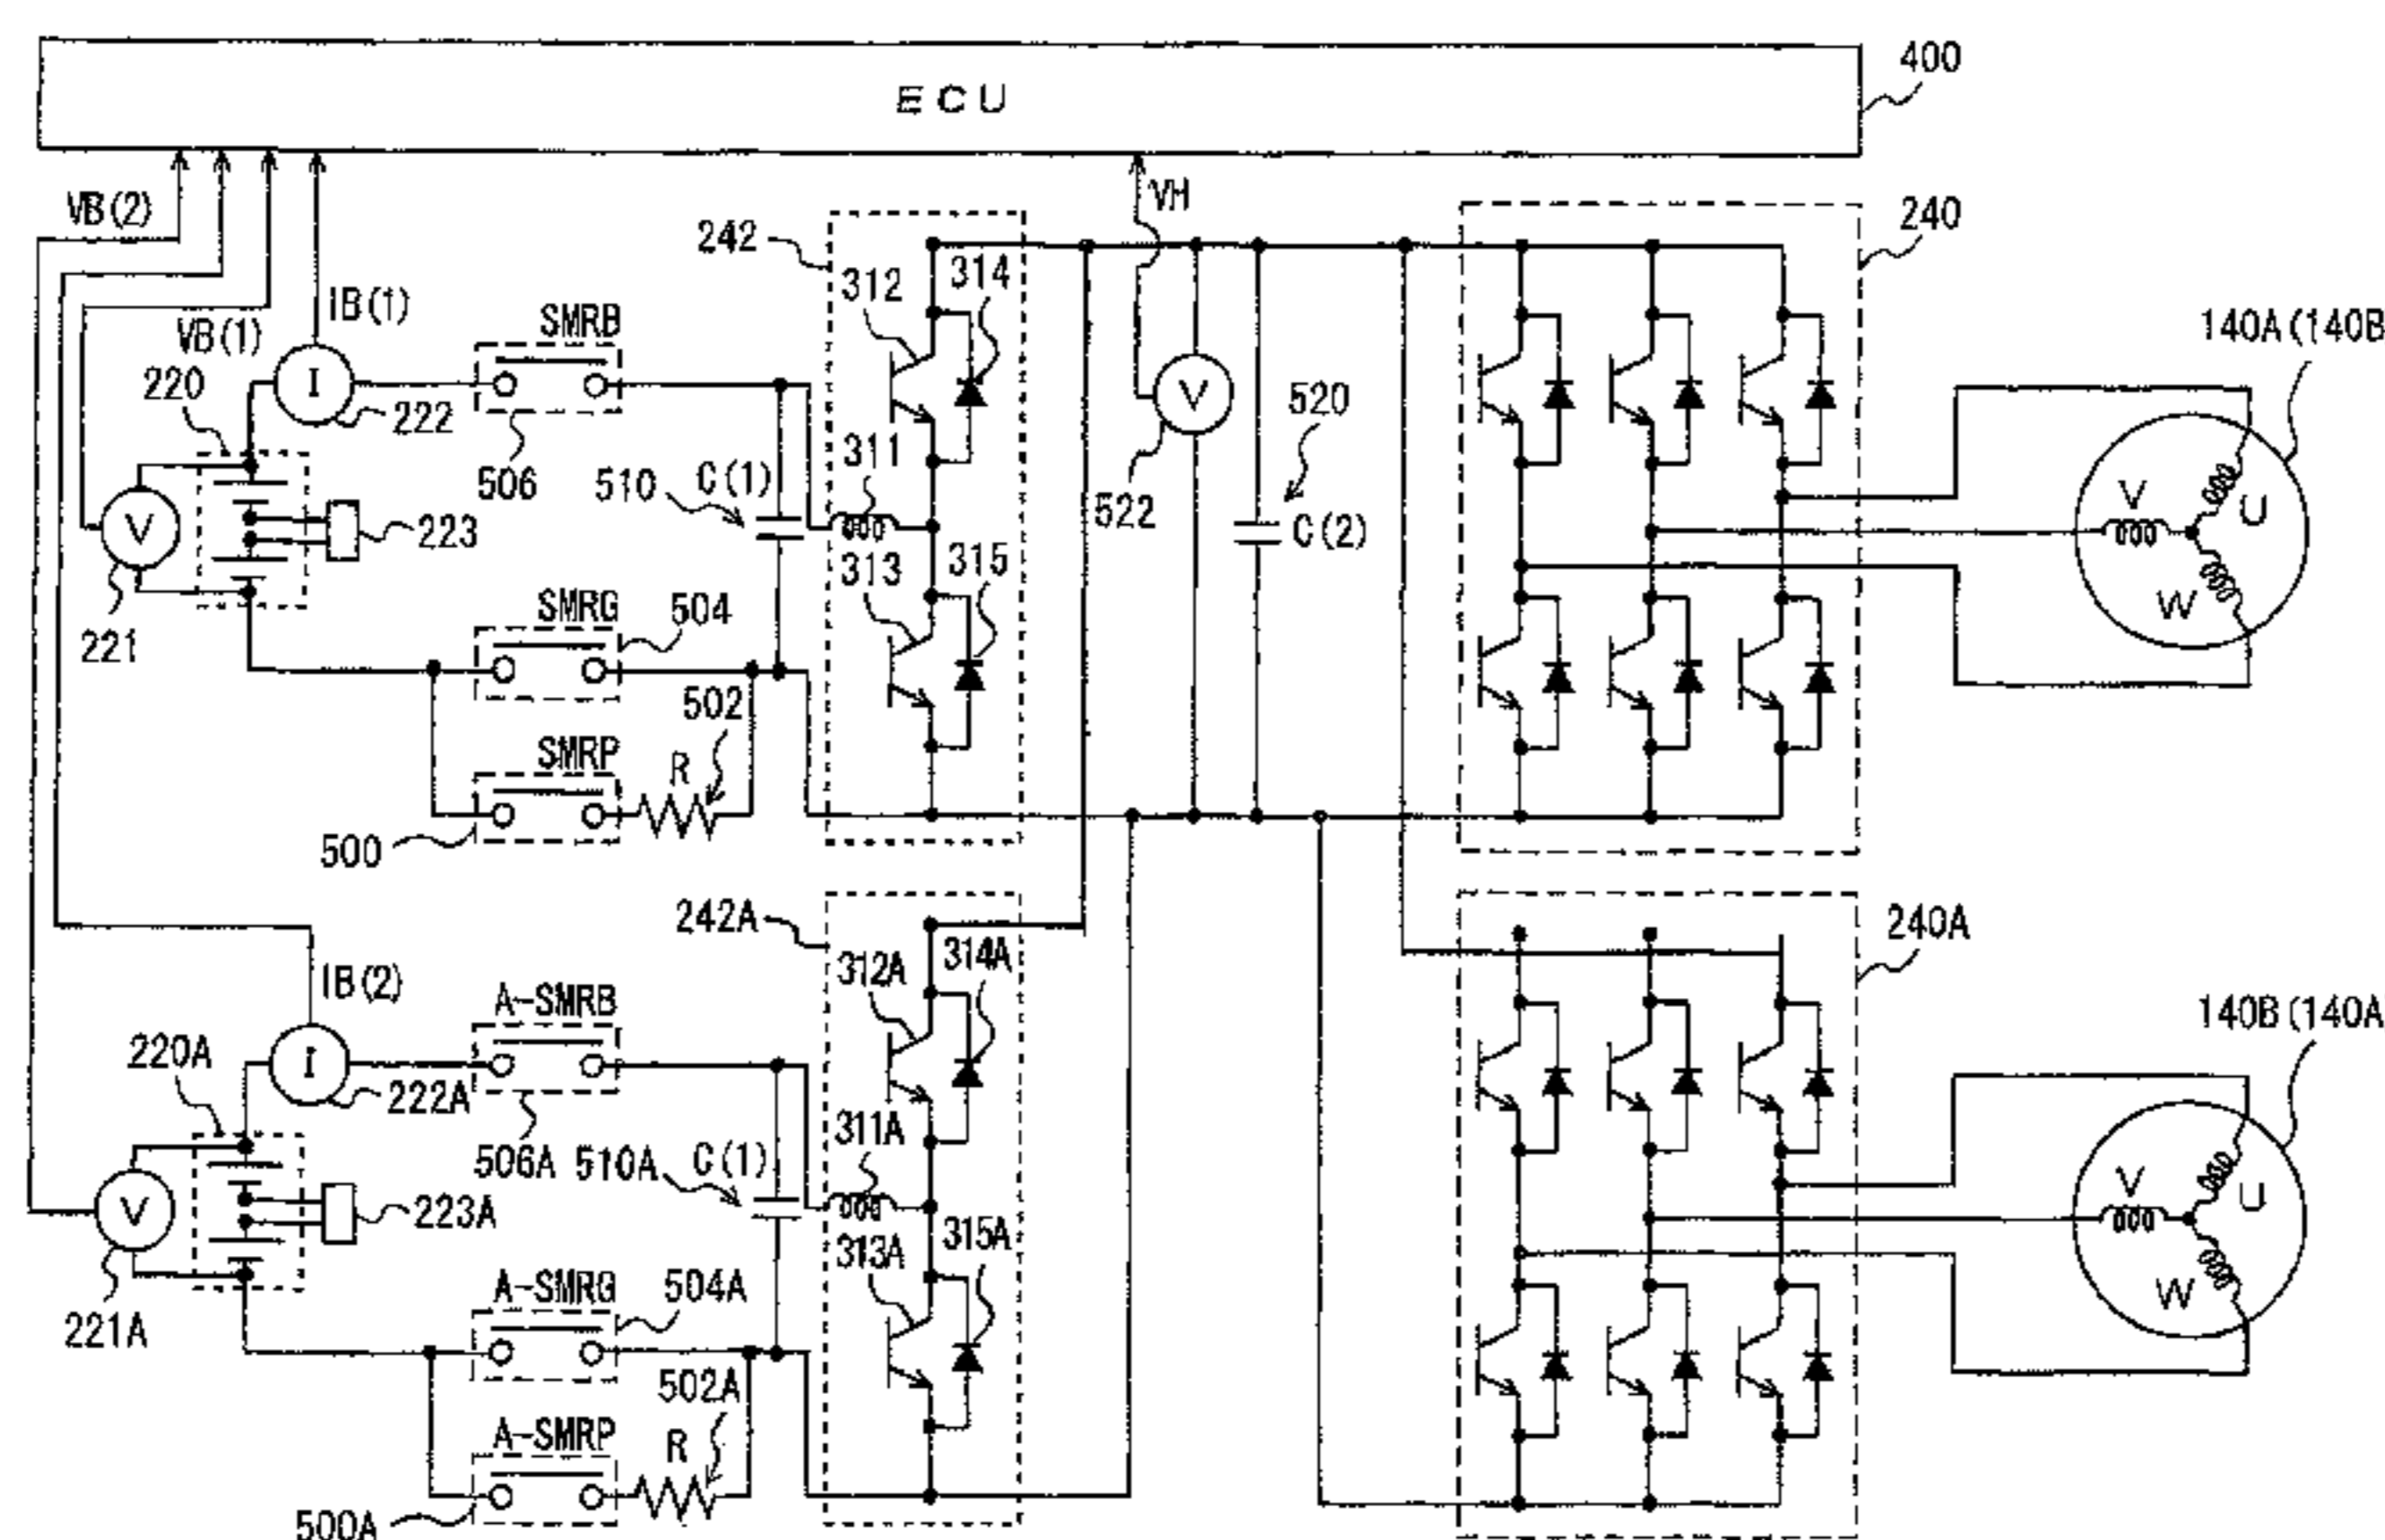 ECU
400
VB(2)
VH
242
240
312
314
IB(1)
SMRB
VB(1)
140A(140B
220
I
222
V
520
311
506
510
C(1)
522
C(2)
V
U
V
223
313
315
W
SMRG
504
221
502
SMRP
R
500
242A
240A
312A
314A
IB(2)
A-SMRB
140B(140A
220A
I
222A
311A
506A
510A
C(1)
V
U
V
223A
313A
315A
W
A-SMRG
504A
221A
502A
A-SMRP
R
500A